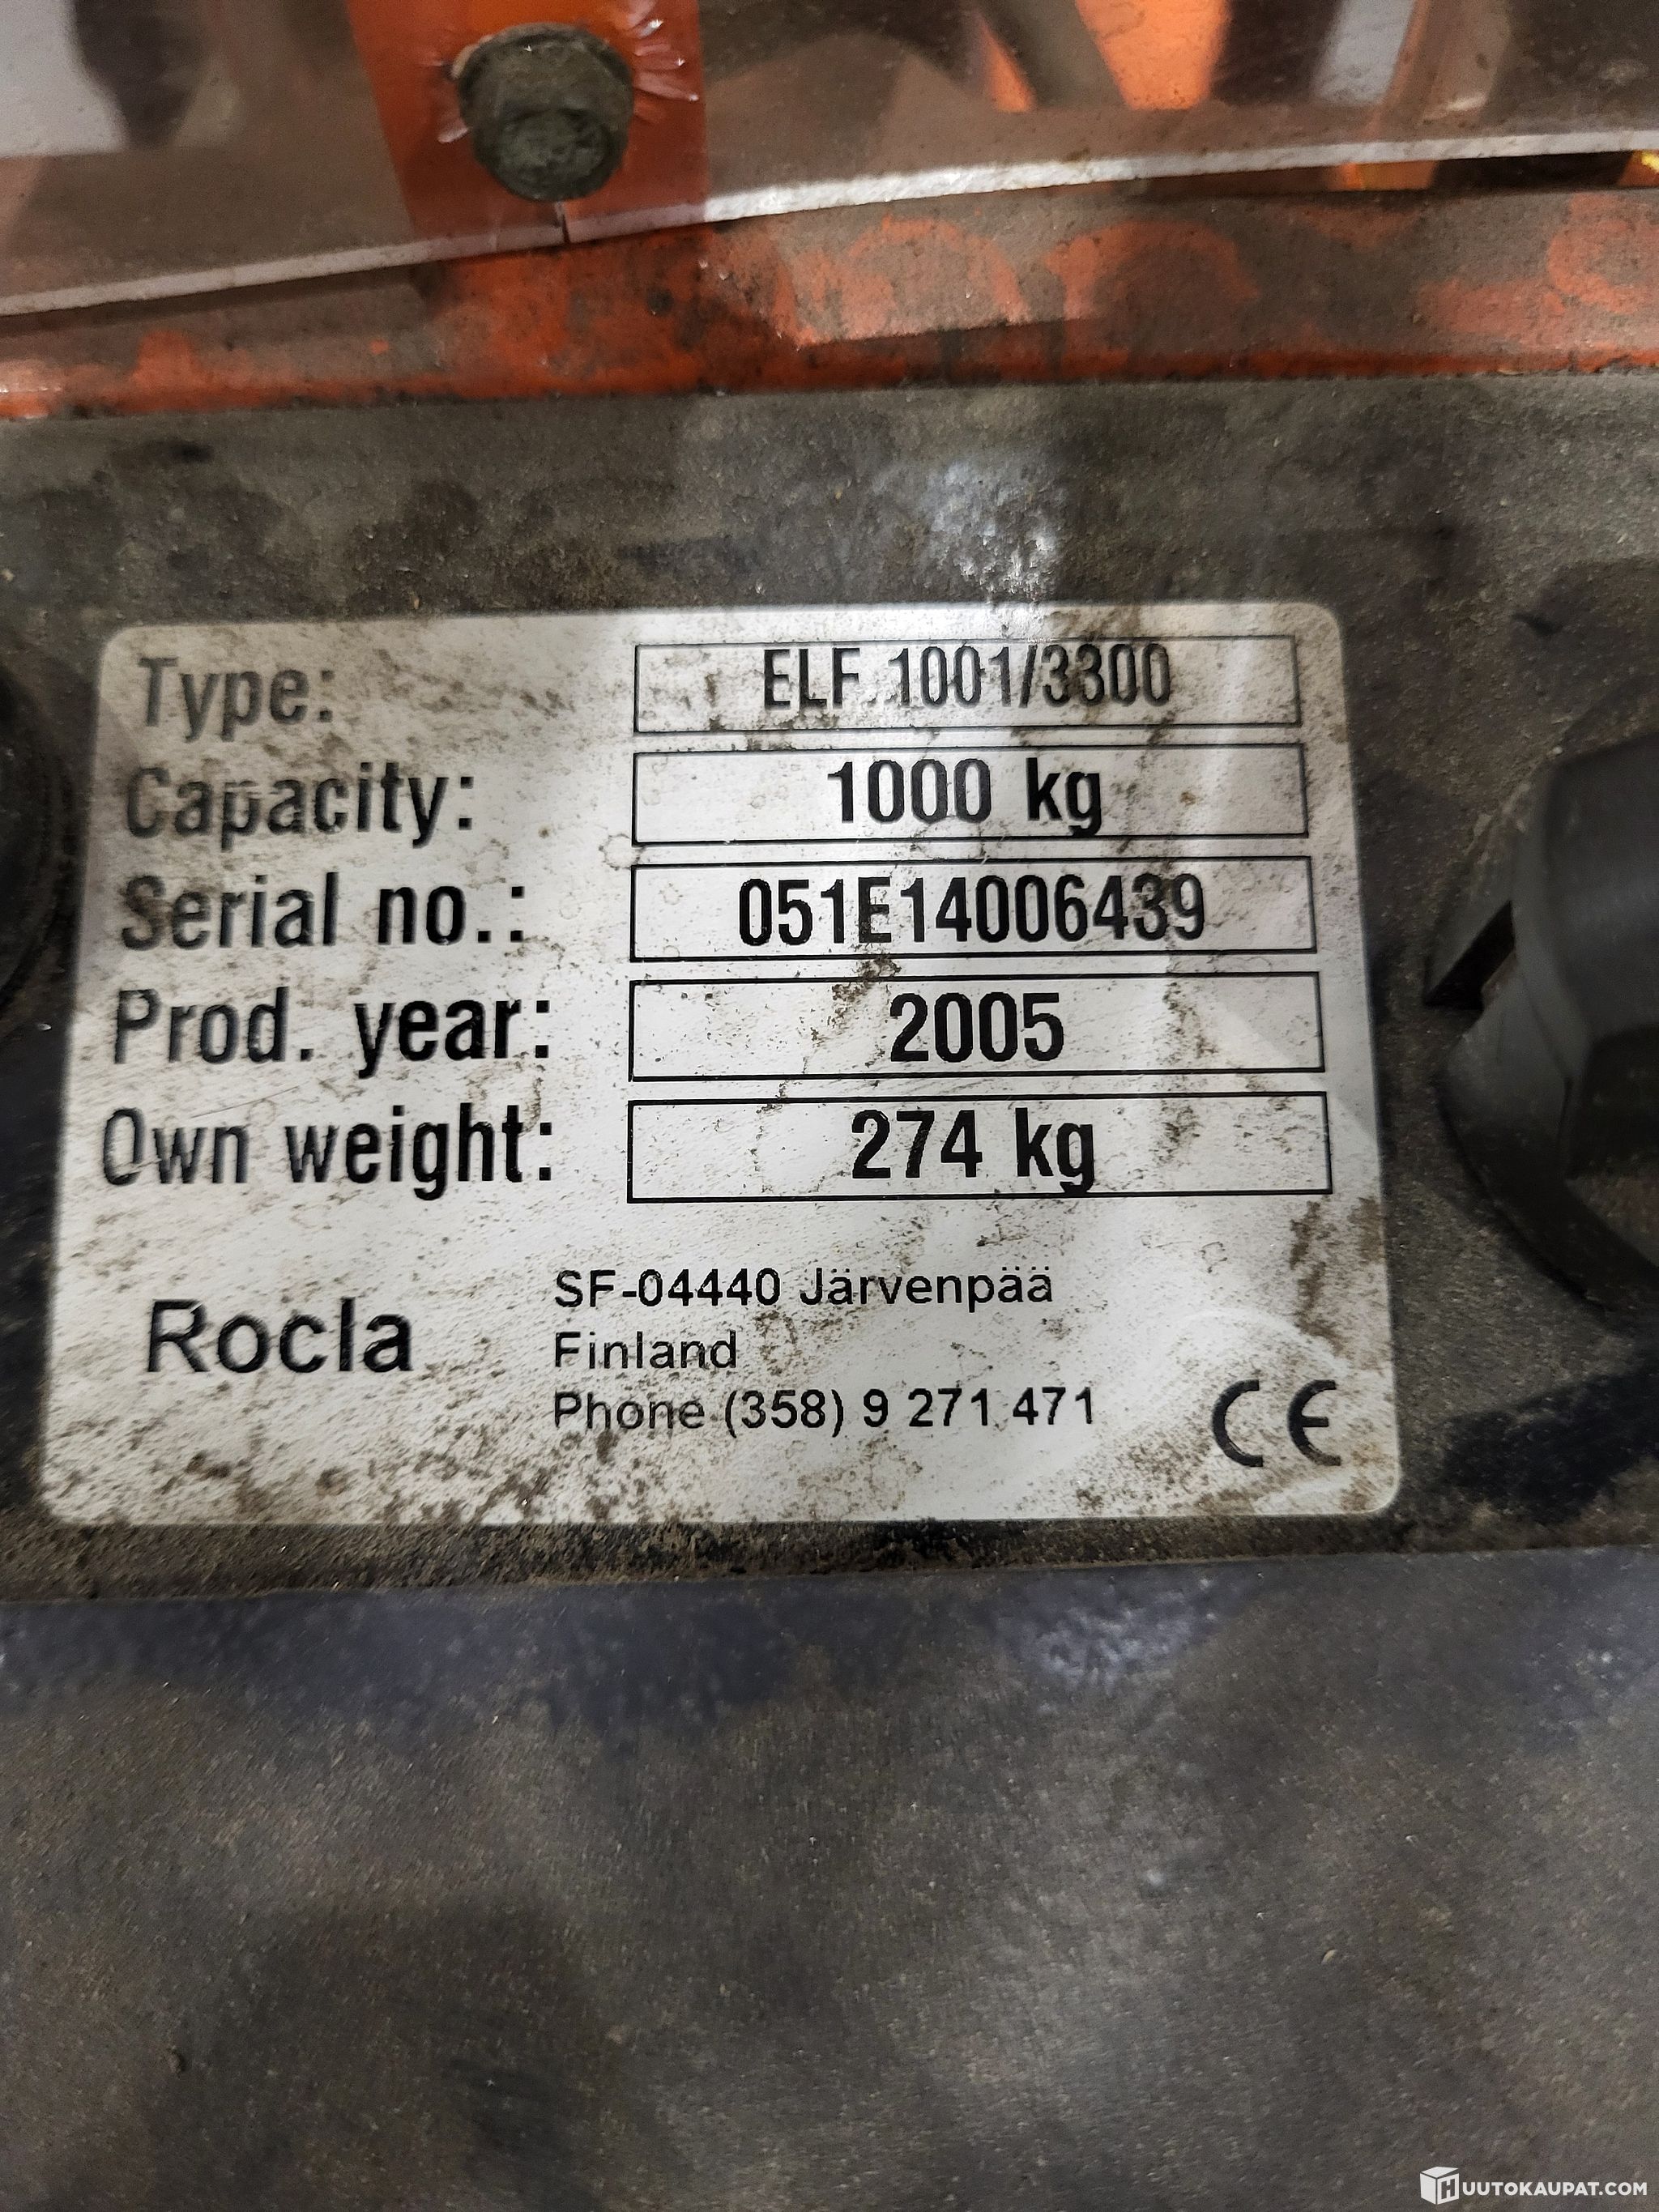 Type: ELF 1001/3300
Capacity: 1000 kg
Serial no.: 051E14006439
Prod. year: 2005
Own weight: 274 kg
Rocla
SF-04440 Järvenpää
Finland
Phone (358) 9 271 471
CE
HUUTOKAUPAT.COM